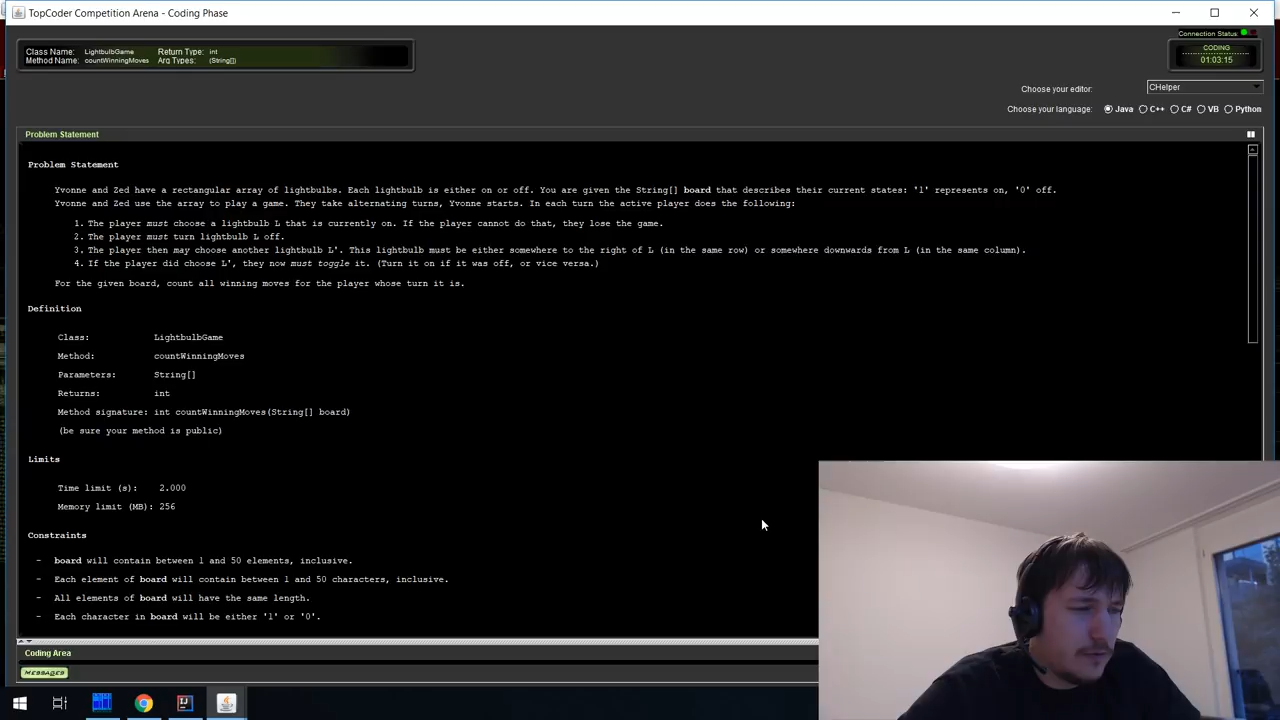 TopCoder Competition Arena - Coding Phase
Connection Status
Class Name: LightbulbGame Return Type: int
Method Name: countWinningMoves Arg Types: (String[])
CODING
01:03:15
Choose your editor: CHelper
Choose your language: Java C++ C# VB Python
Problem Statement
Problem Statement
Yvonne and Zed have a rectangular array of lightbulbs. Each lightbulb is either on or off. You are given the String[] board that describes their current states: '1' represents on, '0' off.
Yvonne and Zed use the array to play a game. They take alternating turns, Yvonne starts. In each turn the active player does the following:
1. The player must choose a lightbulb L that is currently on. If the player cannot do that, they lose the game.
2. The player must turn lightbulb L off.
3. The player then may choose another lightbulb L'. This lightbulb must be either somewhere to the right of L (in the same row) or somewhere downwards from L (in the same column).
4. If the player did choose L', they now must toggle it. (Turn it on if it was off, or vice versa.)
For the given board, count all winning moves for the player whose turn it is.
Definition
Class: LightbulbGame
Method: countWinningMoves
Parameters: String[]
Returns: int
Method signature: int countWinningMoves(String[] board)
(be sure your method is public)
Limits
Time limit (s): 2.000
Memory limit (MB): 256
Constraints
- board will contain between 1 and 50 elements, inclusive.
- Each element of board will contain between 1 and 50 characters, inclusive.
- All elements of board will have the same length.
- Each character in board will be either '1' or '0'.
Coding Area
MESSAGES